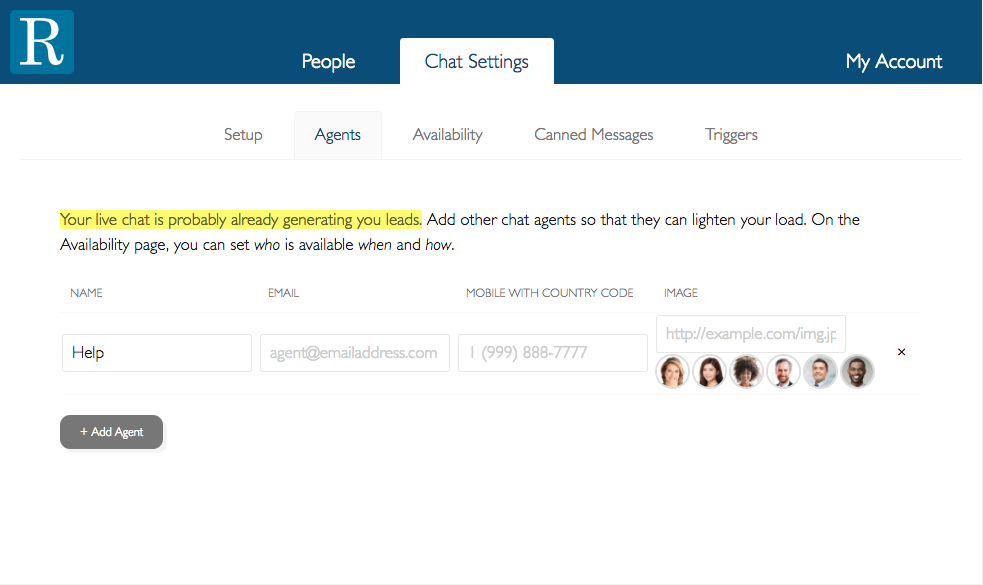 R
People
Chat Settings
My Account
Setup
Agents
Availability
Canned Messages
Triggers
Your live chat is probably already generating you leads. Add other chat agents so that they can lighten your load. On the
Availability page, you can set who is available when and how.
NAME
EMAIL
MOBILE WITH COUNTRY CODE
IMAGE
Help
agent@emailaddress.com
1 (999) 888-7777
http://example.com/img.jp
×
+ Add Agent